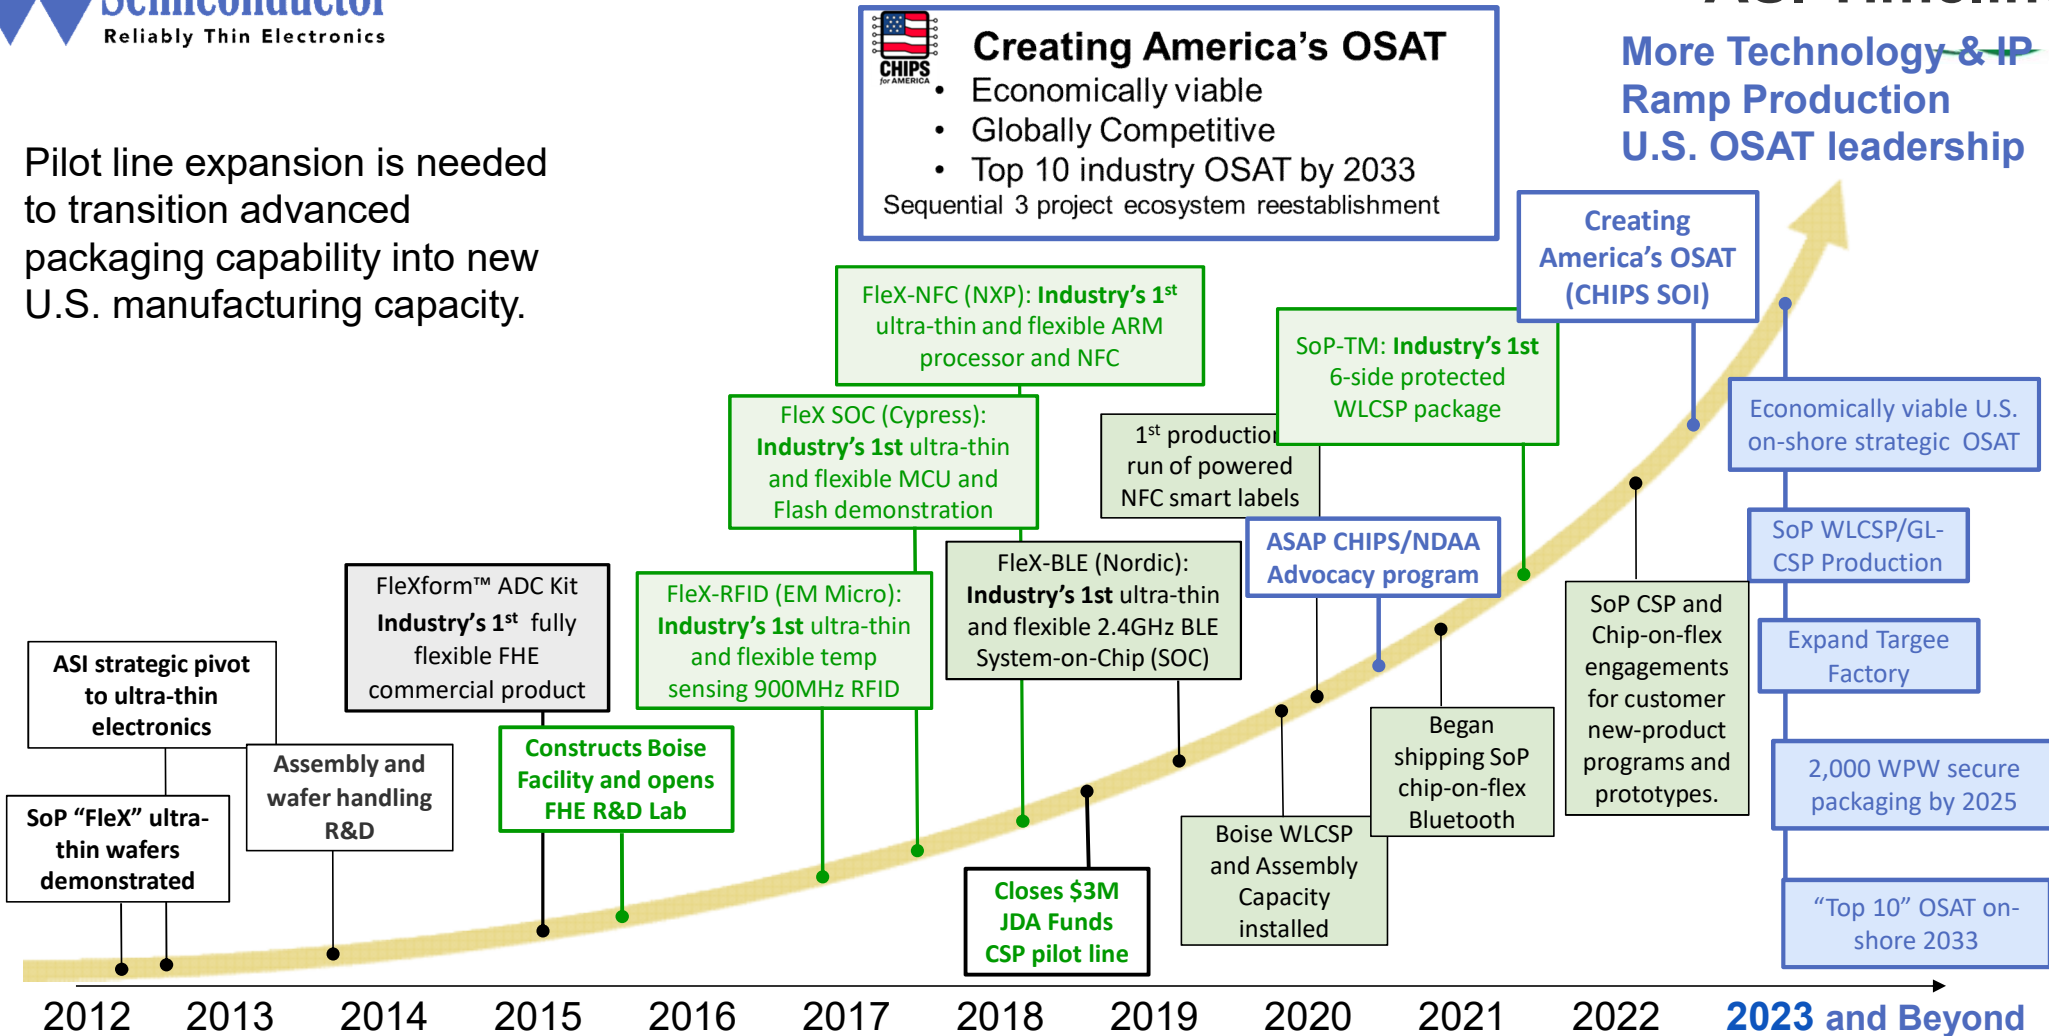 Semiconductor
Reliably Thin Electronics
ASI Timeline
More Technology & IP
Ramp Production
U.S. OSAT leadership
CHIPS
for AMERICA
Creating America’s OSAT
• Economically viable
• Globally Competitive
• Top 10 industry OSAT by 2033
Sequential 3 project ecosystem reestablishment
Pilot line expansion is needed
to transition advanced
packaging capability into new
U.S. manufacturing capacity.
ASI strategic pivot
to ultra-thin
electronics
SoP “FleX” ultra-
thin wafers
demonstrated
Assembly and
wafer handling
R&D
FleXform™ ADC Kit
Industry’s 1st fully
flexible FHE
commercial product
Constructs Boise
Facility and opens
FHE R&D Lab
FleX-RFID (EM Micro):
Industry’s 1st ultra-thin
and flexible temp
sensing 900MHz RFID
FleX SOC (Cypress):
Industry’s 1st ultra-thin
and flexible MCU and
Flash demonstration
FleX-NFC (NXP): Industry’s 1st
ultra-thin and flexible ARM
processor and NFC
FleX-BLE (Nordic):
Industry’s 1st ultra-thin
and flexible 2.4GHz BLE
System-on-Chip (SOC)
Closes $3M
JDA Funds
CSP pilot line
1st production
run of powered
NFC smart labels
Boise WLCSP
and Assembly
Capacity
installed
ASAP CHIPS/NDAA
Advocacy program
SoP-TM: Industry’s 1st
6-side protected
WLCSP package
Began
shipping SoP
chip-on-flex
Bluetooth
SoP CSP and
Chip-on-flex
engagements
for customer
new-product
programs and
prototypes.
Creating
America’s OSAT
(CHIPS SOI)
Economically viable U.S.
on-shore strategic OSAT
SoP WLCSP/GL-
CSP Production
Expand Targee
Factory
2,000 WPW secure
packaging by 2025
“Top 10” OSAT on-
shore 2033
2012 2013 2014 2015 2016 2017 2018 2019 2020 2021 2022 2023 and Beyond